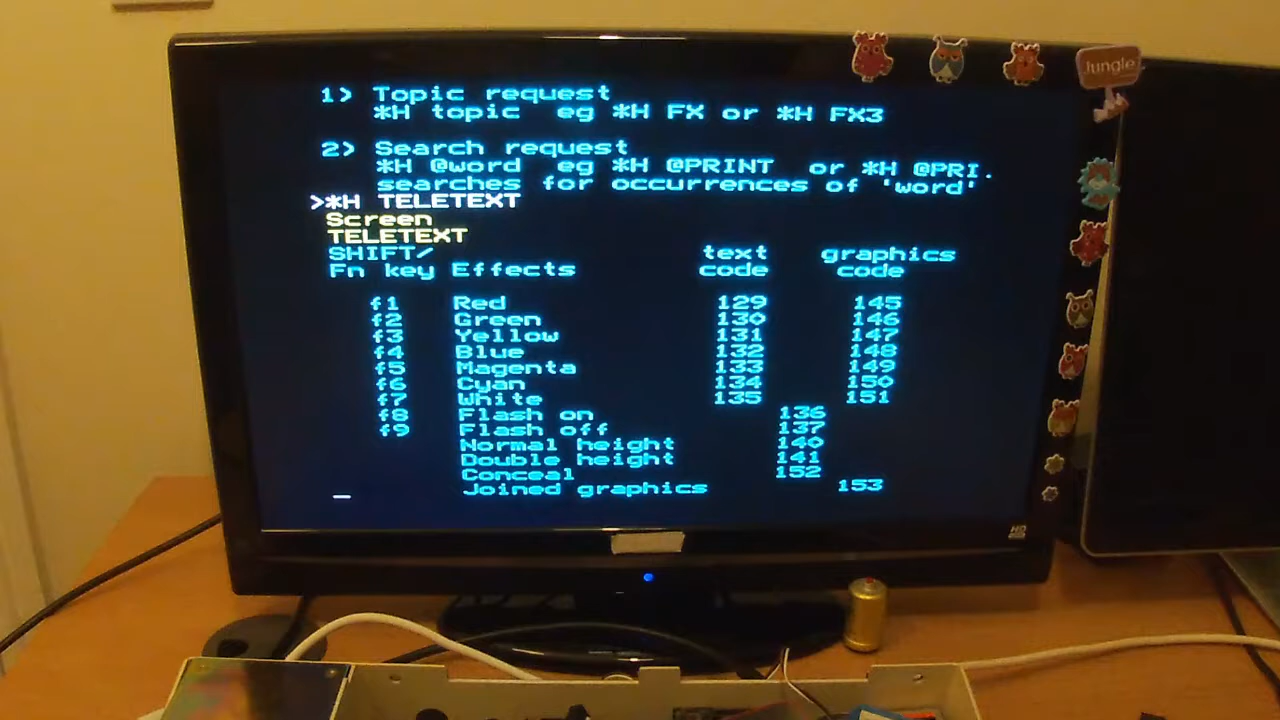 1> Topic request
*H topic eg *H FX or *H FX3
2> Search request
*H @word eg *H @PRINT or *H @PRI.
searches for occurrences of 'word'
>*H TELETEXT
Screen
TELETEXT
SHIFT/ text graphics
Fn key Effects code code
f1 Red 129 145
f2 Green 130 146
f3 Yellow 131 147
f4 Blue 132 148
f5 Magenta 133 149
f6 Cyan 134 150
f7 White 135 151
f8 Flash on 136
f9 Flash off 137
Normal height 140
Double height 141
Conceal 152
Joined graphics 153
Jungle
HD